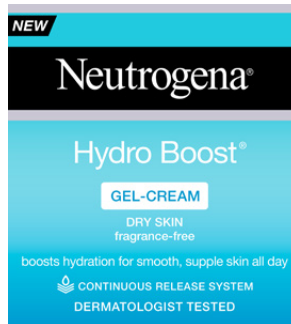 NEW
Neutrogena®
Hydro Boost®
GEL-CREAM
DRY SKIN
fragrance-free
boosts hydration for smooth, supple skin all day
CONTINUOUS RELEASE SYSTEM
DERMATOLOGIST TESTED